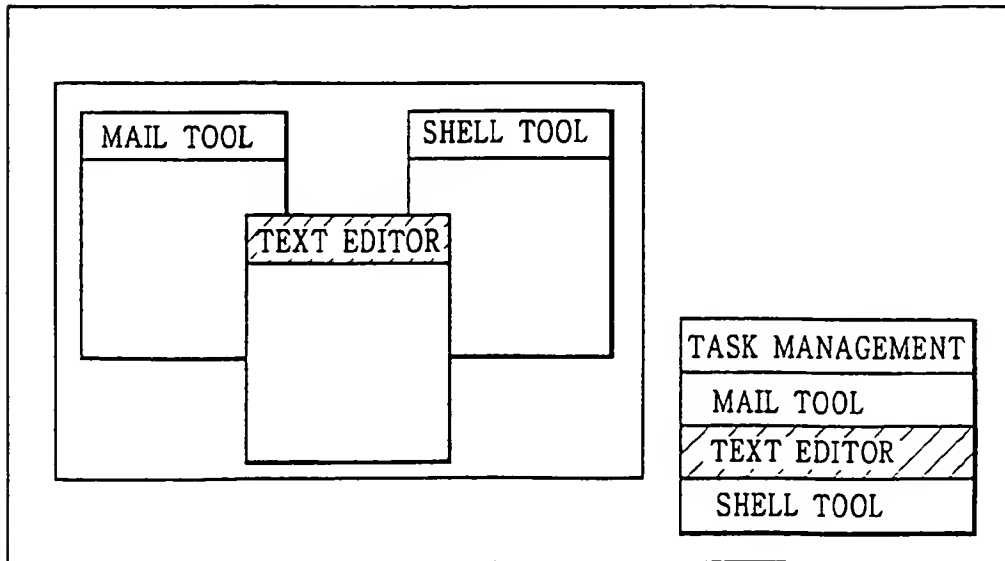 MAIL TOOL
SHELL TOOL
TEXT EDITOR
TASK MANAGEMENT
MAIL TOOL
TEXT EDITOR
SHELL TOOL